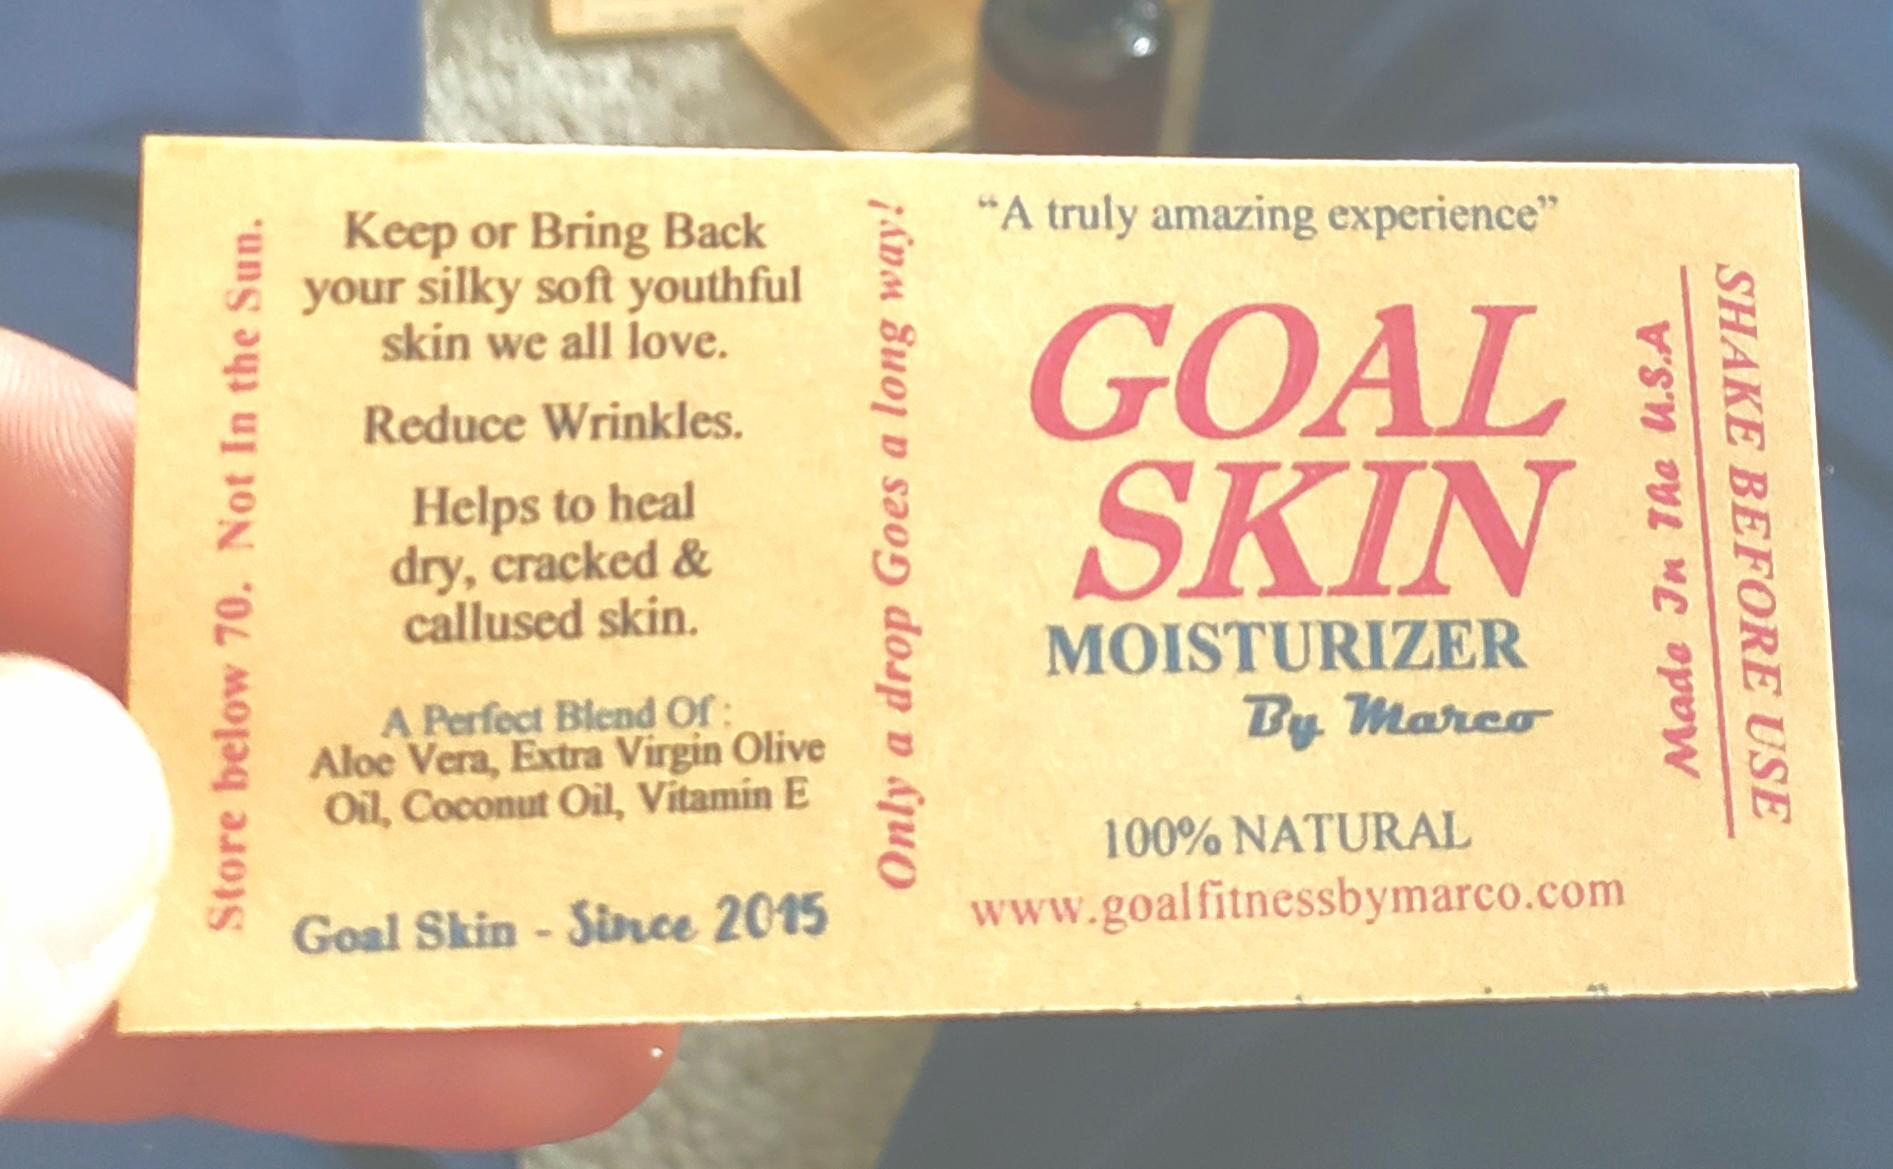 Store below 70. Not In the Sun.
Keep or Bring Back
your silky soft youthful
skin we all love.
Reduce Wrinkles.
Helps to heal
dry, cracked &
callused skin.
A Perfect Blend Of :
Aloe Vera, Extra Virgin Olive
Oil, Coconut Oil, Vitamin E
Goal Skin - Since 2015
Only a drop Goes a long way!
“A truly amazing experience”
GOAL
SKIN
MOISTURIZER
By Marco
100% NATURAL
www.goalfitnessbymarco.com
Made In The U.S.A
SHAKE BEFORE USE